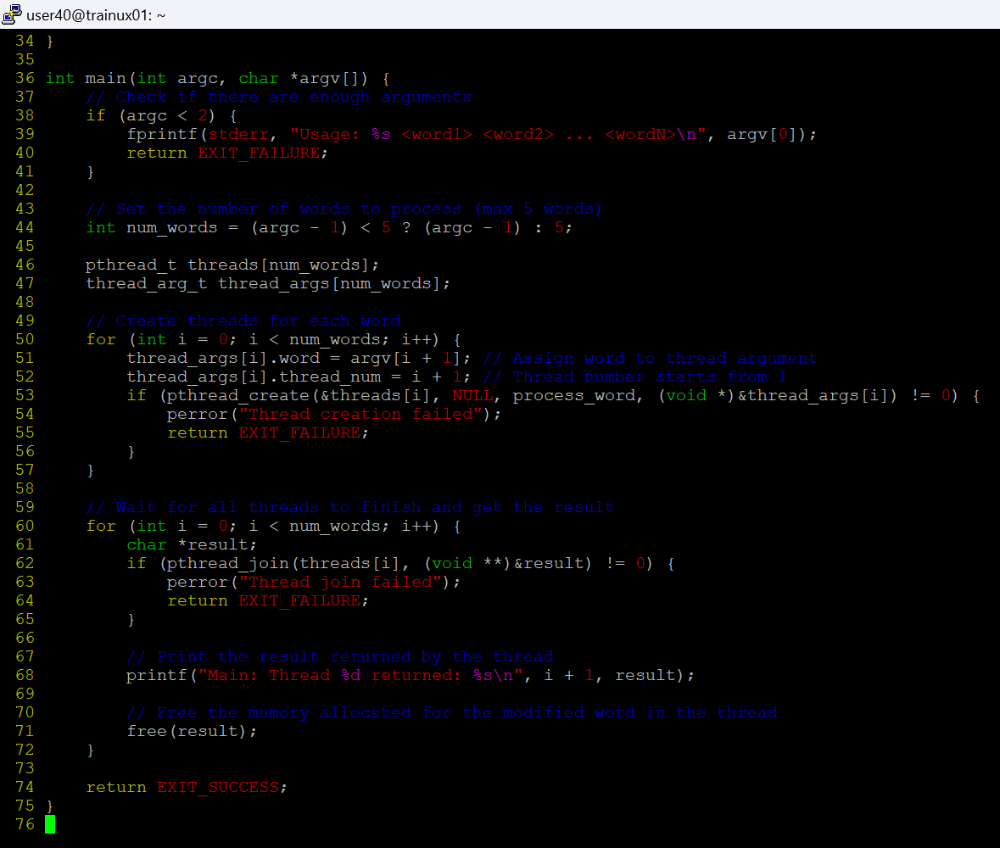 user40@trainux01: ~
34 }
35
36 int main(int argc, char *argv[]) {
37     // Check if there are enough arguments
38     if (argc < 2) {
39         fprintf(stderr, "Usage: %s <word1> <word2> ... <wordN>\n", argv[0]);
40         return EXIT_FAILURE;
41     }
42
43     // Set the number of words to process (max 5 words)
44     int num_words = (argc - 1) < 5 ? (argc - 1) : 5;
45
46     pthread_t threads[num_words];
47     thread_arg_t thread_args[num_words];
48
49     // Create threads for each word
50     for (int i = 0; i < num_words; i++) {
51         thread_args[i].word = argv[i + 1]; // Assign word to thread argument
52         thread_args[i].thread_num = i + 1; // Thread number starts from 1
53         if (pthread_create(&threads[i], NULL, process_word, (void *)&thread_args[i]) != 0) {
54             perror("Thread creation failed");
55             return EXIT_FAILURE;
56         }
57     }
58
59     // Wait for all threads to finish and get the result
60     for (int i = 0; i < num_words; i++) {
61         char *result;
62         if (pthread_join(threads[i], (void **)&result) != 0) {
63             perror("Thread join failed");
64             return EXIT_FAILURE;
65         }
66
67         // Print the result returned by the thread
68         printf("Main: Thread %d returned: %s\n", i + 1, result);
69
70         // Free the memory allocated for the modified word in the thread
71         free(result);
72     }
73
74     return EXIT_SUCCESS;
75 }
76